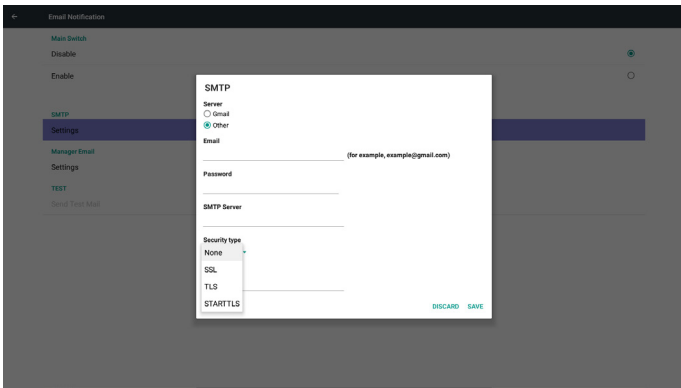 Email Notification
Main Switch
Disable
Enable
SMTP
Settings
Manager Email
Settings
TEST
Send Test Mail
SMTP
Server
Gmail
Other
Email
(for example, example@gmail.com)
Password
SMTP Server
Security type
None
SSL
TLS
STARTTLS
DISCARD SAVE